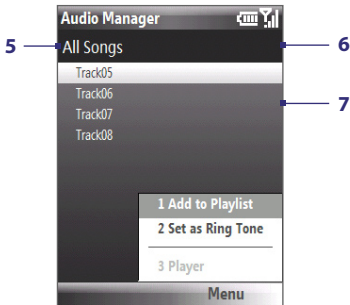 Audio Manager
5 All Songs 6
Track05
Track06 7
Track07
Track08
1 Add to Playlist
2 Set as Ring Tone
3 Player
Menu